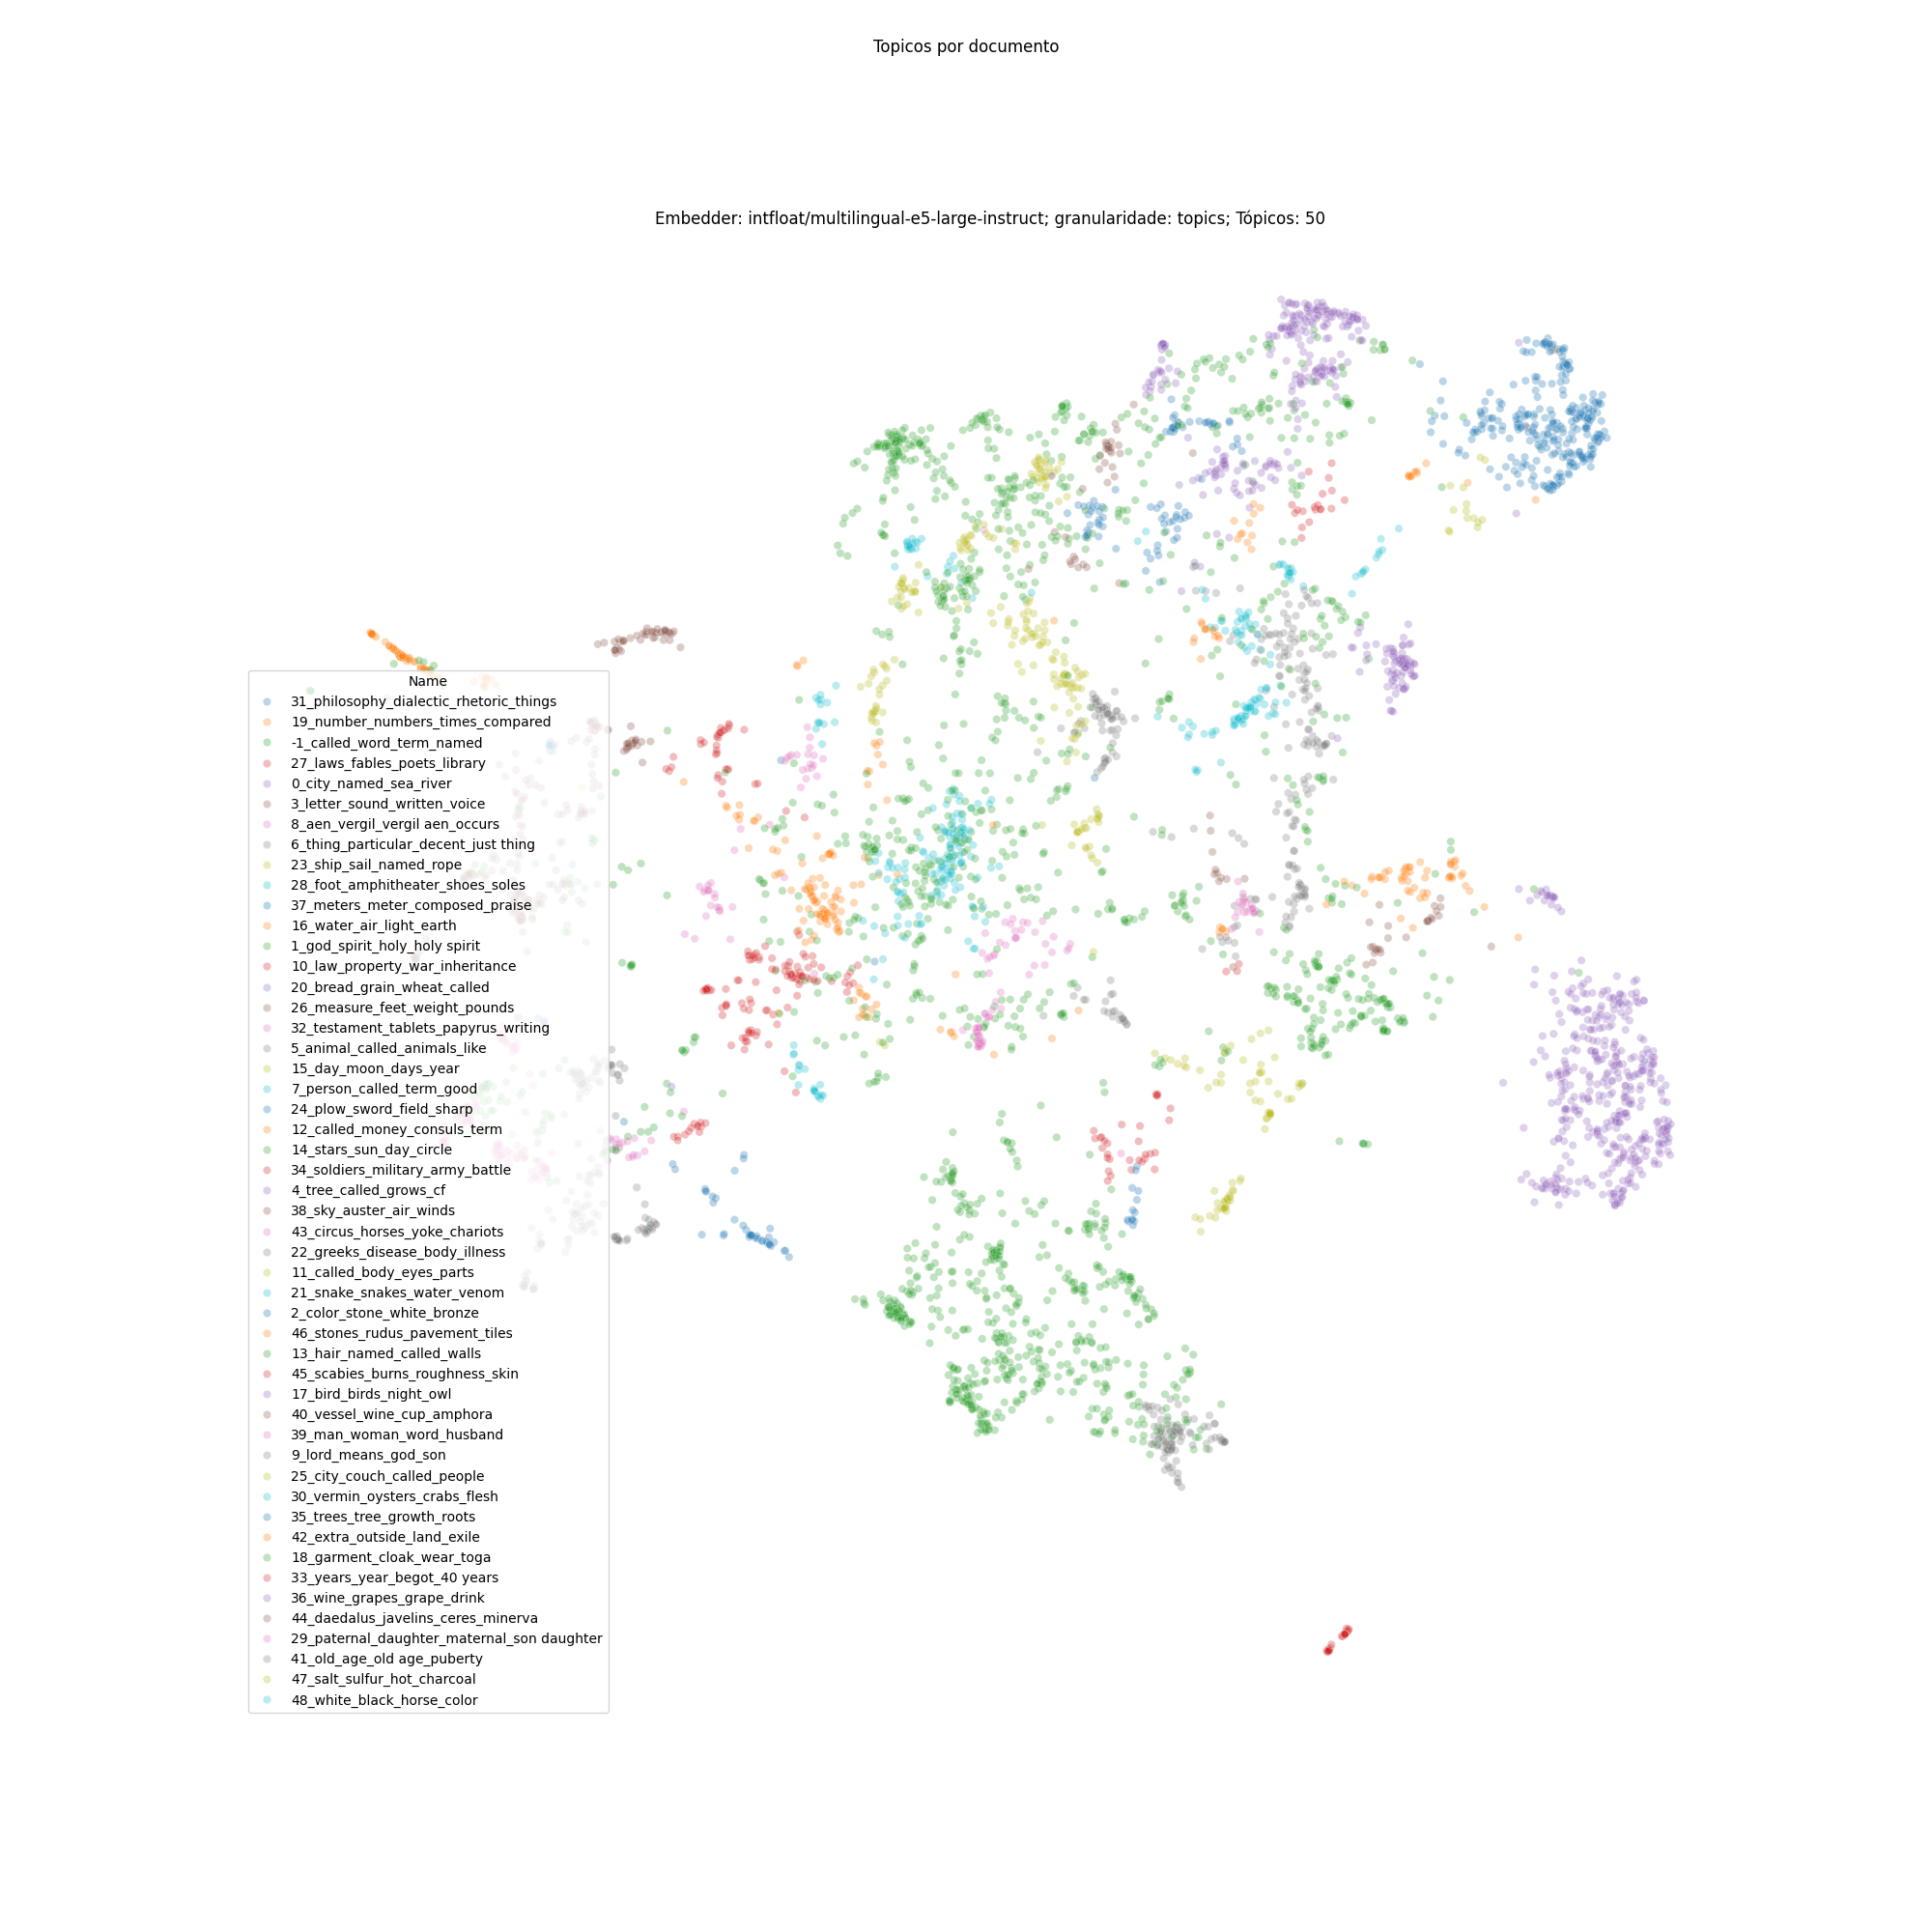 Topicos por documento
Embedder: intfloat/multilingual-e5-large-instruct; granularidade: topics; Tópicos: 50
Name
31_philosophy_dialectic_rhetoric_things
19_number_numbers_times_compared
-1_called_word_term_named
27_laws_fables_poets_library
0_city_named_sea_river
3_letter_sound_written_voice
8_aen_vergil_vergil aen_occurs
6_thing_particular_decent_just thing
23_ship_sail_named_rope
28_foot_amphitheater_shoes_soles
37_meters_meter_composed_praise
16_water_air_light_earth
1_god_spirit_holy_holy spirit
10_law_property_war_inheritance
20_bread_grain_wheat_called
26_measure_feet_weight_pounds
32_testament_tablets_papyrus_writing
5_animal_called_animals_like
15_day_moon_days_year
7_person_called_term_good
24_plow_sword_field_sharp
12_called_money_consuls_term
14_stars_sun_day_circle
34_soldiers_military_army_battle
4_tree_called_grows_cf
38_sky_auster_air_winds
43_circus_horses_yoke_chariots
22_greeks_disease_body_illness
11_called_body_eyes_parts
21_snake_snakes_water_venom
2_color_stone_white_bronze
46_stones_rudus_pavement_tiles
13_hair_named_called_walls
45_scabies_burns_roughness_skin
17_bird_birds_night_owl
40_vessel_wine_cup_amphora
39_man_woman_word_husband
9_lord_means_god_son
25_city_couch_called_people
30_vermin_oysters_crabs_flesh
35_trees_tree_growth_roots
42_extra_outside_land_exile
18_garment_cloak_wear_toga
33_years_year_begot_40 years
36_wine_grapes_grape_drink
44_daedalus_javelins_ceres_minerva
29_paternal_daughter_maternal_son daughter
41_old_age_old age_puberty
47_salt_sulfur_hot_charcoal
48_white_black_horse_color